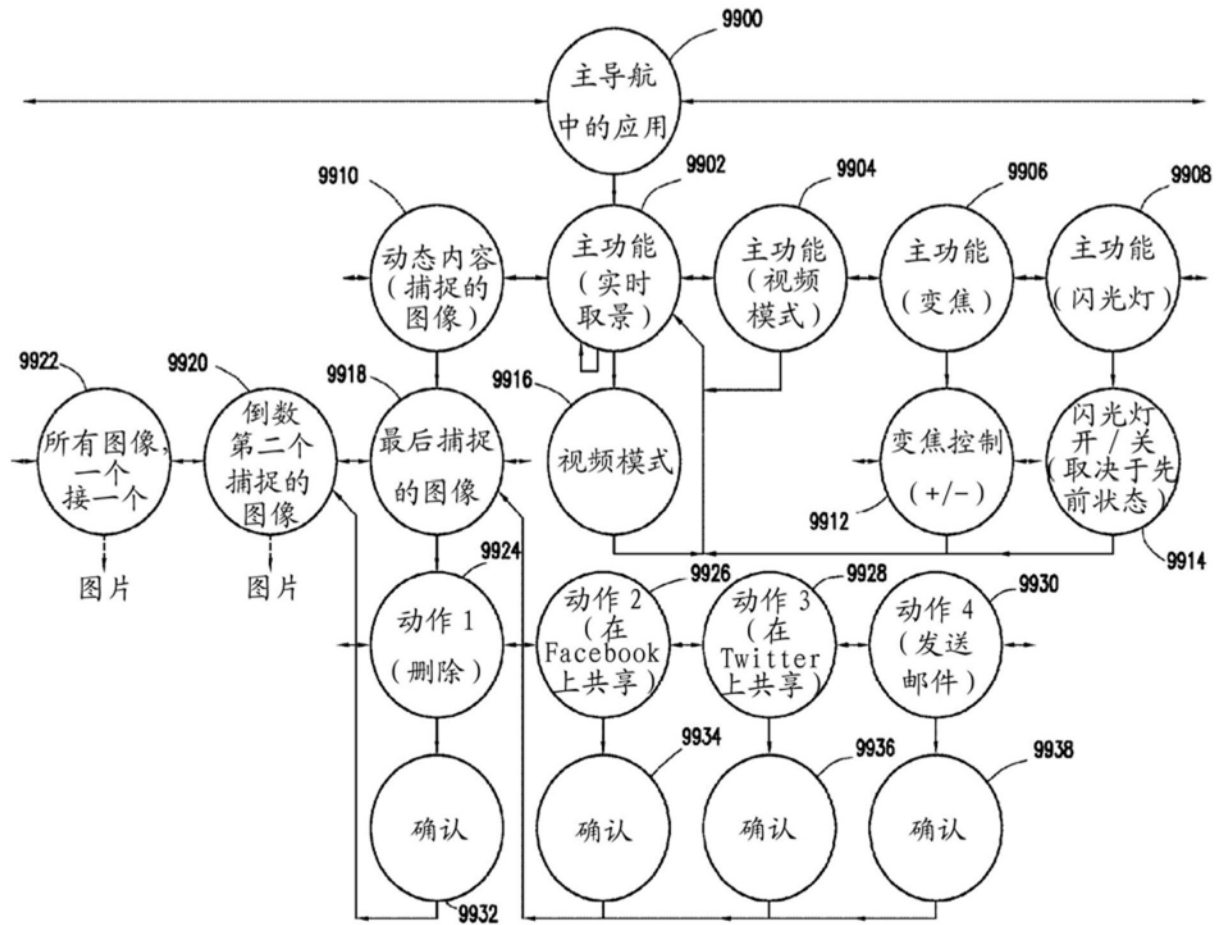 9900
主导航
中的应用
9910
9902
9904
9906
9908
动态内容
(捕捉的
图像)
主功能
(实时
取景)
主功能
(视频
模式)
主功能
(变焦)
主功能
(闪光灯)
9922
9920
9918
9916
所有图像,
一个
接一个
倒数
第二个
捕捉的
图像
最后捕捉
的图像
视频模式
变焦控制
(+/-)
闪光灯
开/关
(取决于先
前状态)
9912
9914
图片
图片
9924
9926
9928
9930
动作1
(删除)
动作2
(在
Facebook
上共享)
动作3
(在
Twitter
上共享)
动作4
(发送
邮件)
9934
9936
9938
确认
确认
确认
确认
9932